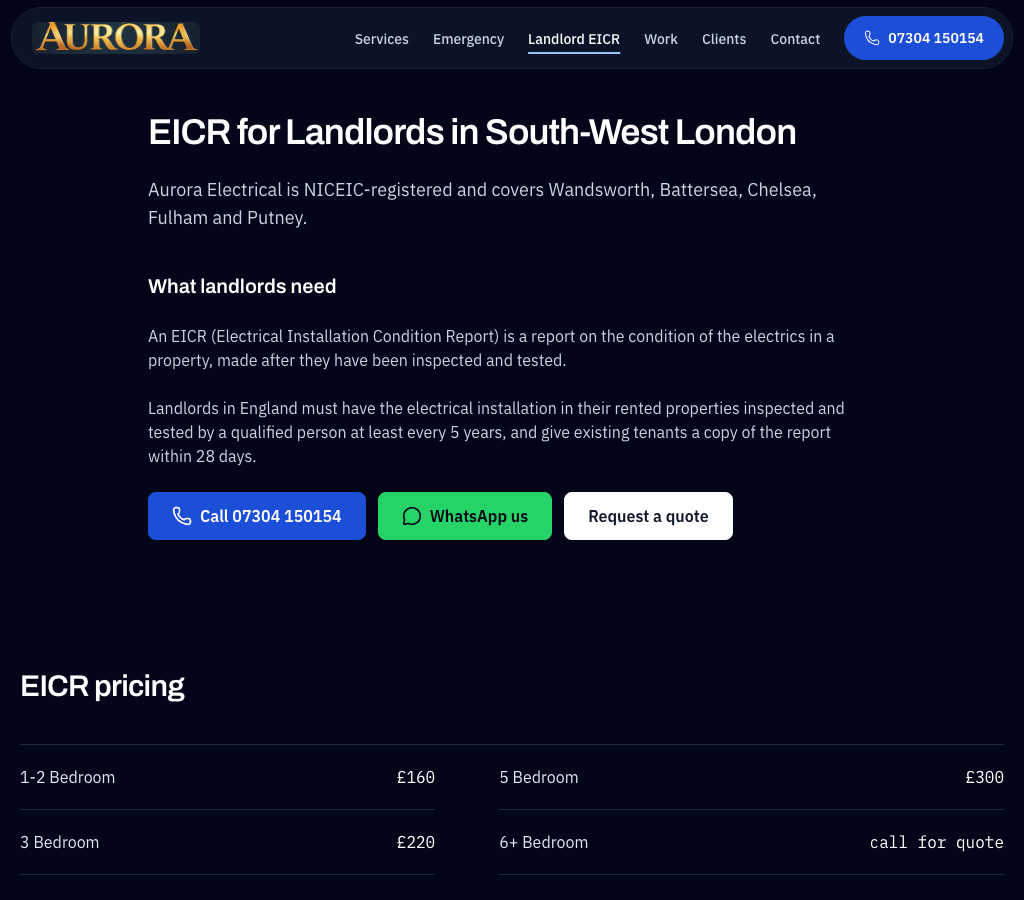 AURORA
Services
Emergency
Landlord EICR
Work
Clients
Contact
07304 150154
EICR for Landlords in South-West London
Aurora Electrical is NICEIC-registered and covers Wandsworth, Battersea, Chelsea,
Fulham and Putney.
What landlords need
An EICR (Electrical Installation Condition Report) is a report on the condition of the electrics in a
property, made after they have been inspected and tested.
Landlords in England must have the electrical installation in their rented properties inspected and
tested by a qualified person at least every 5 years, and give existing tenants a copy of the report
within 28 days.
Call 07304 150154
WhatsApp us
Request a quote
EICR pricing
1-2 Bedroom £160
5 Bedroom £300
3 Bedroom £220
6+ Bedroom call for quote